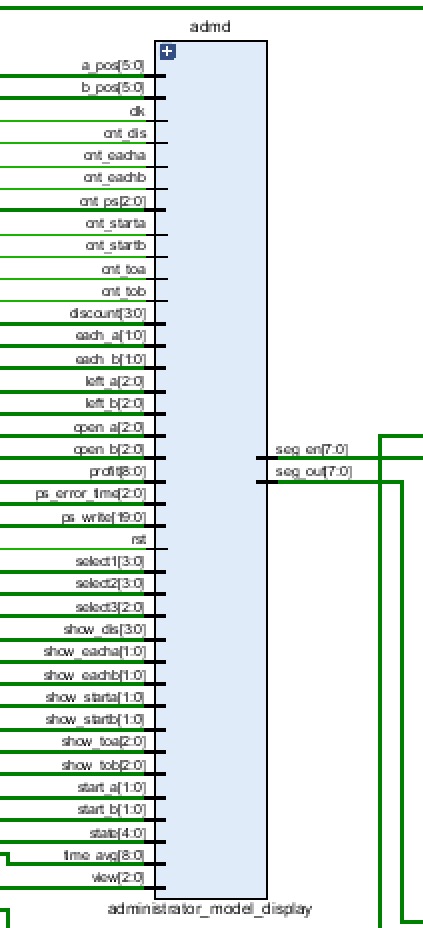 admd
a_pos[5:0]
b_pos[5:0]
clk
cnt_dis
cnt_eacha
cnt_eachb
cnt_ps[2:0]
cnt_starta
cnt_startb
cnt_toa
cnt_tob
discount[3:0]
each_a[1:0]
each_b[1:0]
left_a[2:0]
left_b[2:0]
open_a[2:0]
open_b[2:0]
seg_en[7:0]
profit[8:0]
seg_out[7:0]
ps_error_time[2:0]
ps_write[19:0]
rst
select1[3:0]
select2[3:0]
select3[2:0]
show_dis[3:0]
show_eacha[1:0]
show_eachb[1:0]
show_starta[1:0]
show_startb[1:0]
show_toa[2:0]
show_tob[2:0]
start_a[1:0]
start_b[1:0]
state[4:0]
time_avg[8:0]
view[2:0]
administrator_model_display